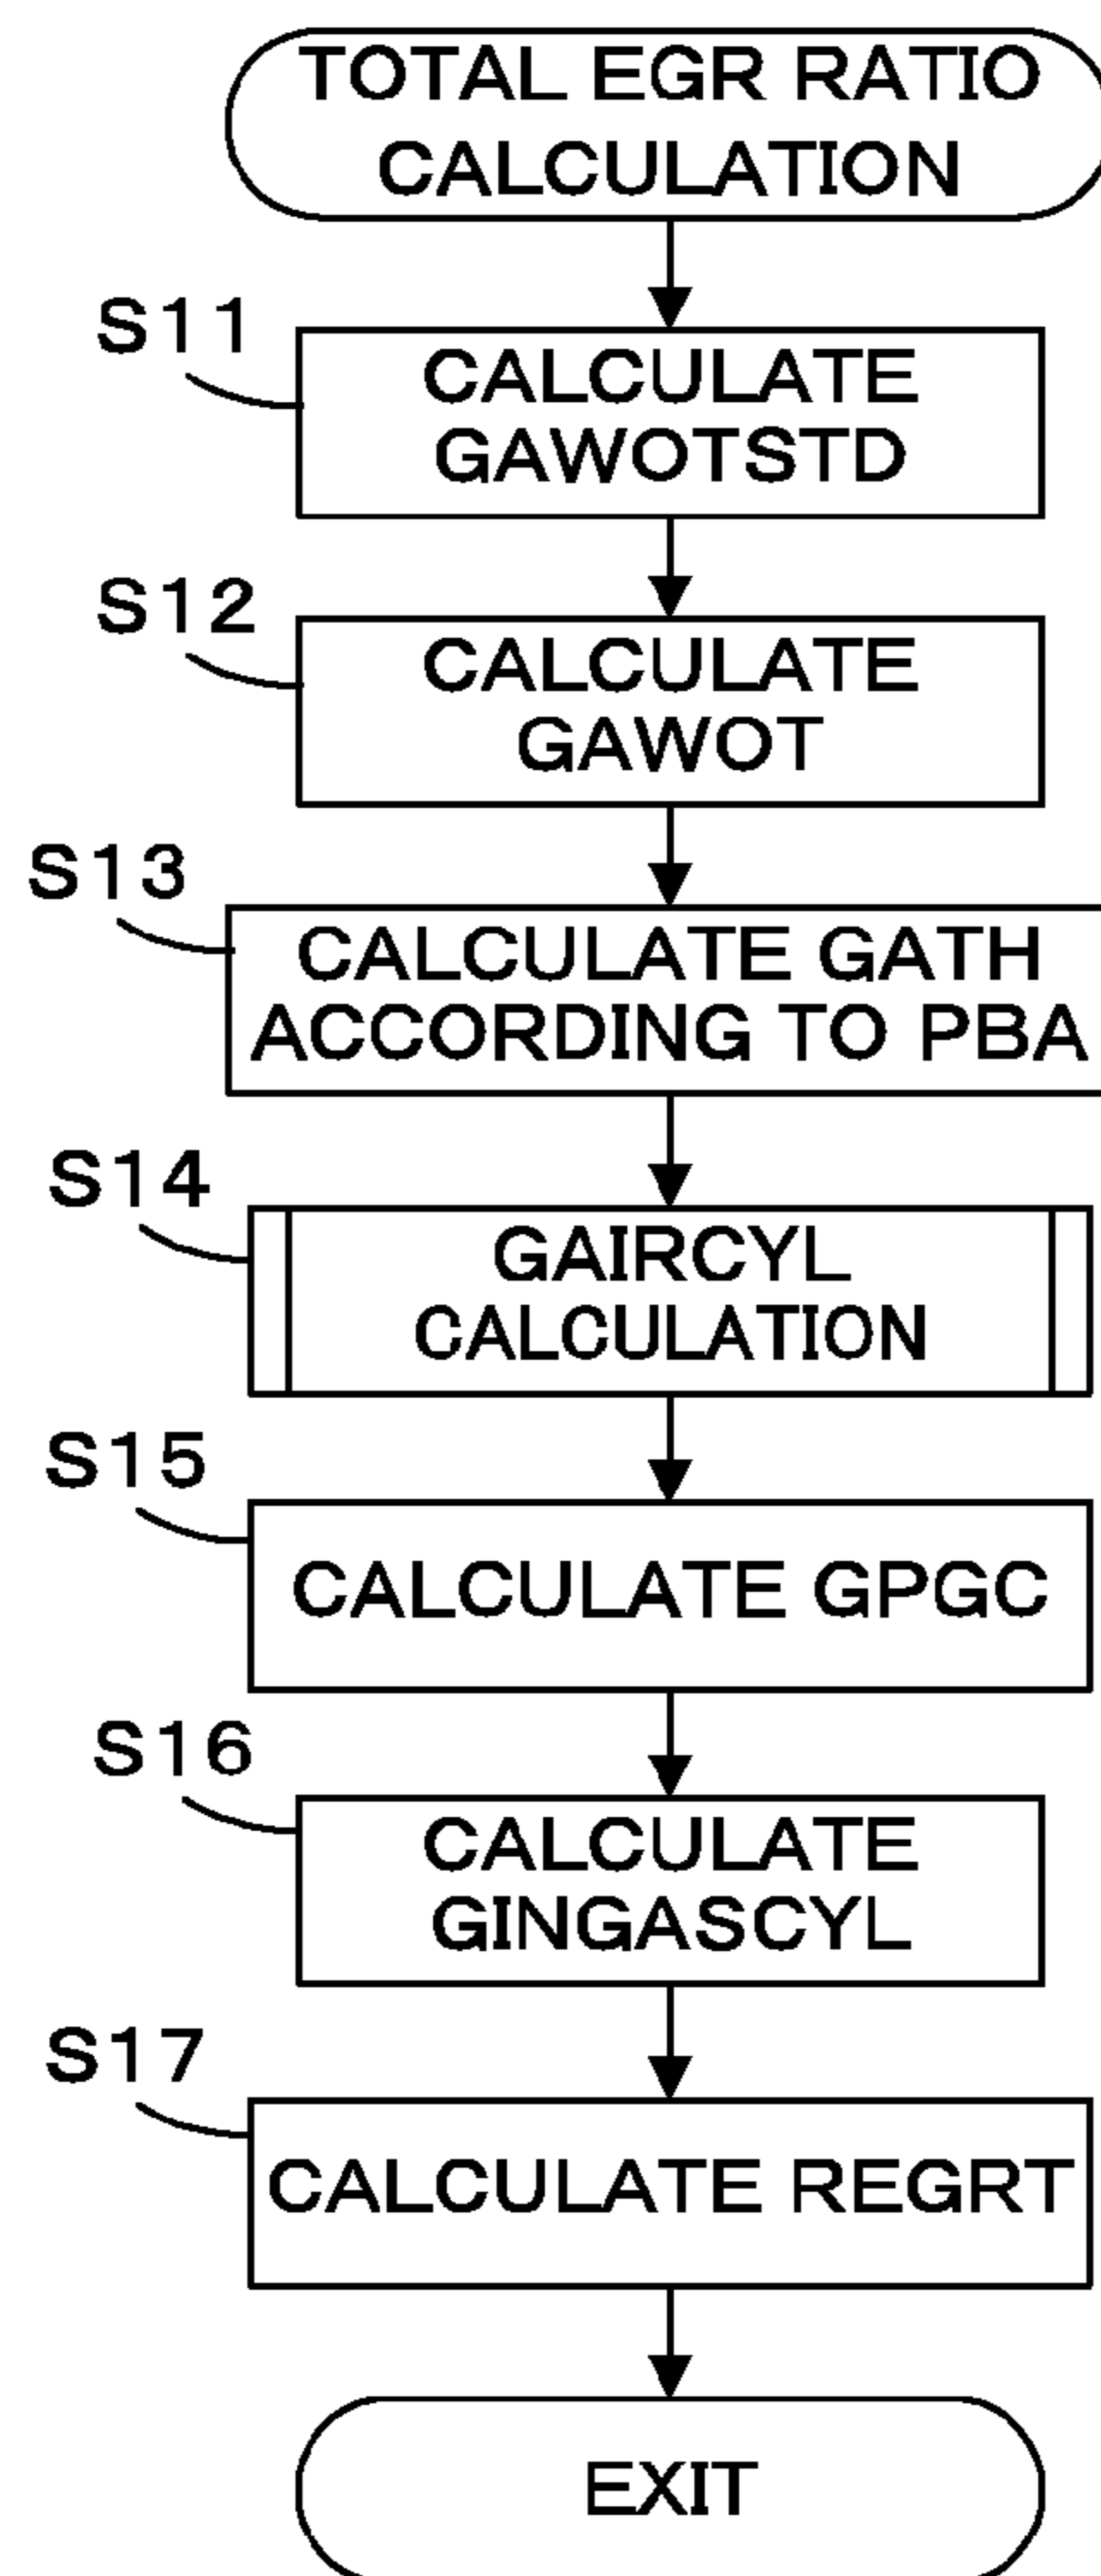 TOTAL EGR RATIO
CALCULATION
S11
CALCULATE
GAWOTSTD
S12
CALCULATE
GAWOT
S13
CALCULATE GATH
ACCORDING TO PBA
S14
GAIRCYL
CALCULATION
S15
CALCULATE GPGC
S16
CALCULATE
GINGASCYL
S17
CALCULATE REGRT
EXIT